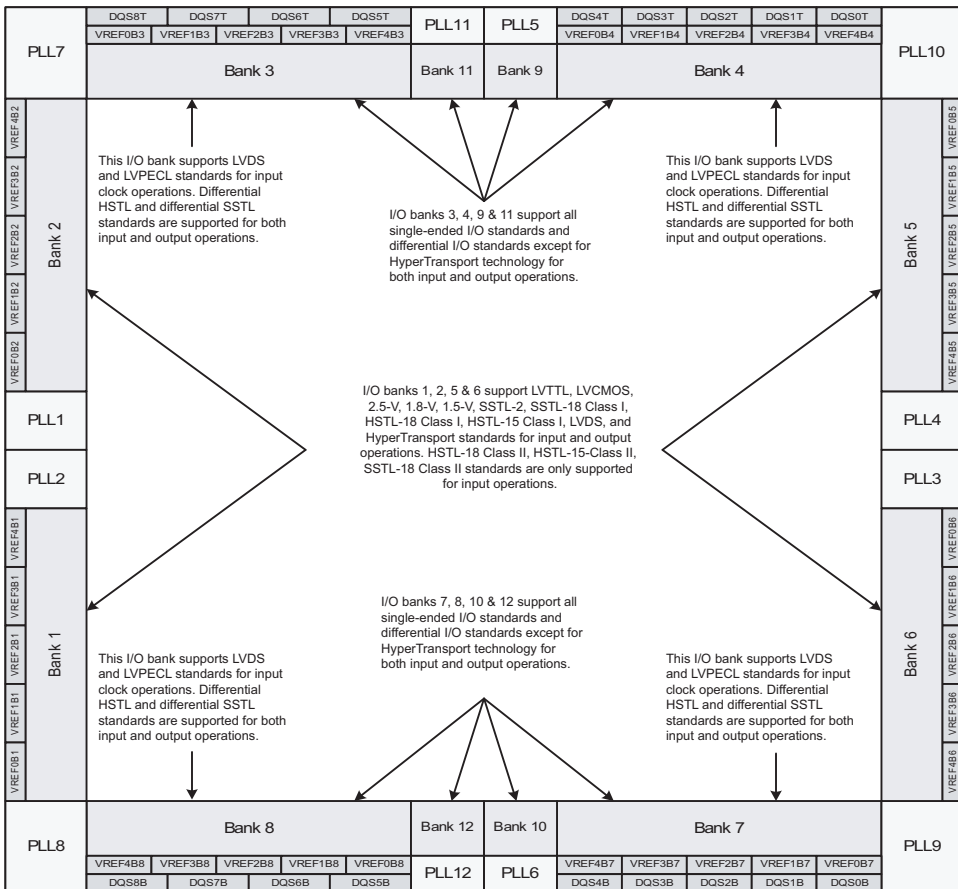 DQS8T DQS7T DQS6T DQS5T PLL11 PLL5 DQS4T DQS3T DQS2T DQS1T DQS0T
VREF0B3 VREF1B3 VREF2B3 VREF3B3 VREF4B3 VREF0B4 VREF1B4 VREF2B4 VREF3B4 VREF4B4
PLL7 Bank 3 Bank 11 Bank 9 Bank 4 PLL10
VREF4B2
VREF3B2
VREF2B2
VREF1B2
VREF0B2
Bank 2
This I/O bank supports LVDS
and LVPECL standards for input
clock operations. Differential
HSTL and differential SSTL
standards are supported for both
input and output operations.
I/O banks 3, 4, 9 & 11 support all
single-ended I/O standards and
differential I/O standards except for
HyperTransport technology for
both input and output operations.
This I/O bank supports LVDS
and LVPECL standards for input
clock operations. Differential
HSTL and differential SSTL
standards are supported for both
input and output operations.
Bank 5
VREF0B5
VREF1B5
VREF2B5
VREF3B5
VREF4B5
PLL1
PLL2
I/O banks 1, 2, 5 & 6 support LVTTL, LVCMOS,
2.5-V, 1.8-V, 1.5-V, SSTL-2, SSTL-18 Class I,
HSTL-18 Class I, HSTL-15 Class I, LVDS, and
HyperTransport standards for input and output
operations. HSTL-18 Class II, HSTL-15-Class II,
SSTL-18 Class II standards are only supported
for input operations.
PLL4
PLL3
VREF4B1
VREF3B1
VREF2B1
VREF1B1
VREF0B1
Bank 1
This I/O bank supports LVDS
and LVPECL standards for input
clock operations. Differential
HSTL and differential SSTL
standards are supported for both
input and output operations.
I/O banks 7, 8, 10 & 12 support all
single-ended I/O standards and
differential I/O standards except for
HyperTransport technology for
both input and output operations.
This I/O bank supports LVDS
and LVPECL standards for input
clock operations. Differential
HSTL and differential SSTL
standards are supported for both
input and output operations.
Bank 6
VREF0B6
VREF1B6
VREF2B6
VREF3B6
VREF4B6
PLL8 Bank 8 Bank 12 Bank 10 Bank 7 PLL9
VREF4B8 VREF3B8 VREF2B8 VREF1B8 VREF0B8 PLL12 PLL6 VREF4B7 VREF3B7 VREF2B7 VREF1B7 VREF0B7
DQS8B DQS7B DQS6B DQS5B DQS4B DQS3B DQS2B DQS1B DQS0B